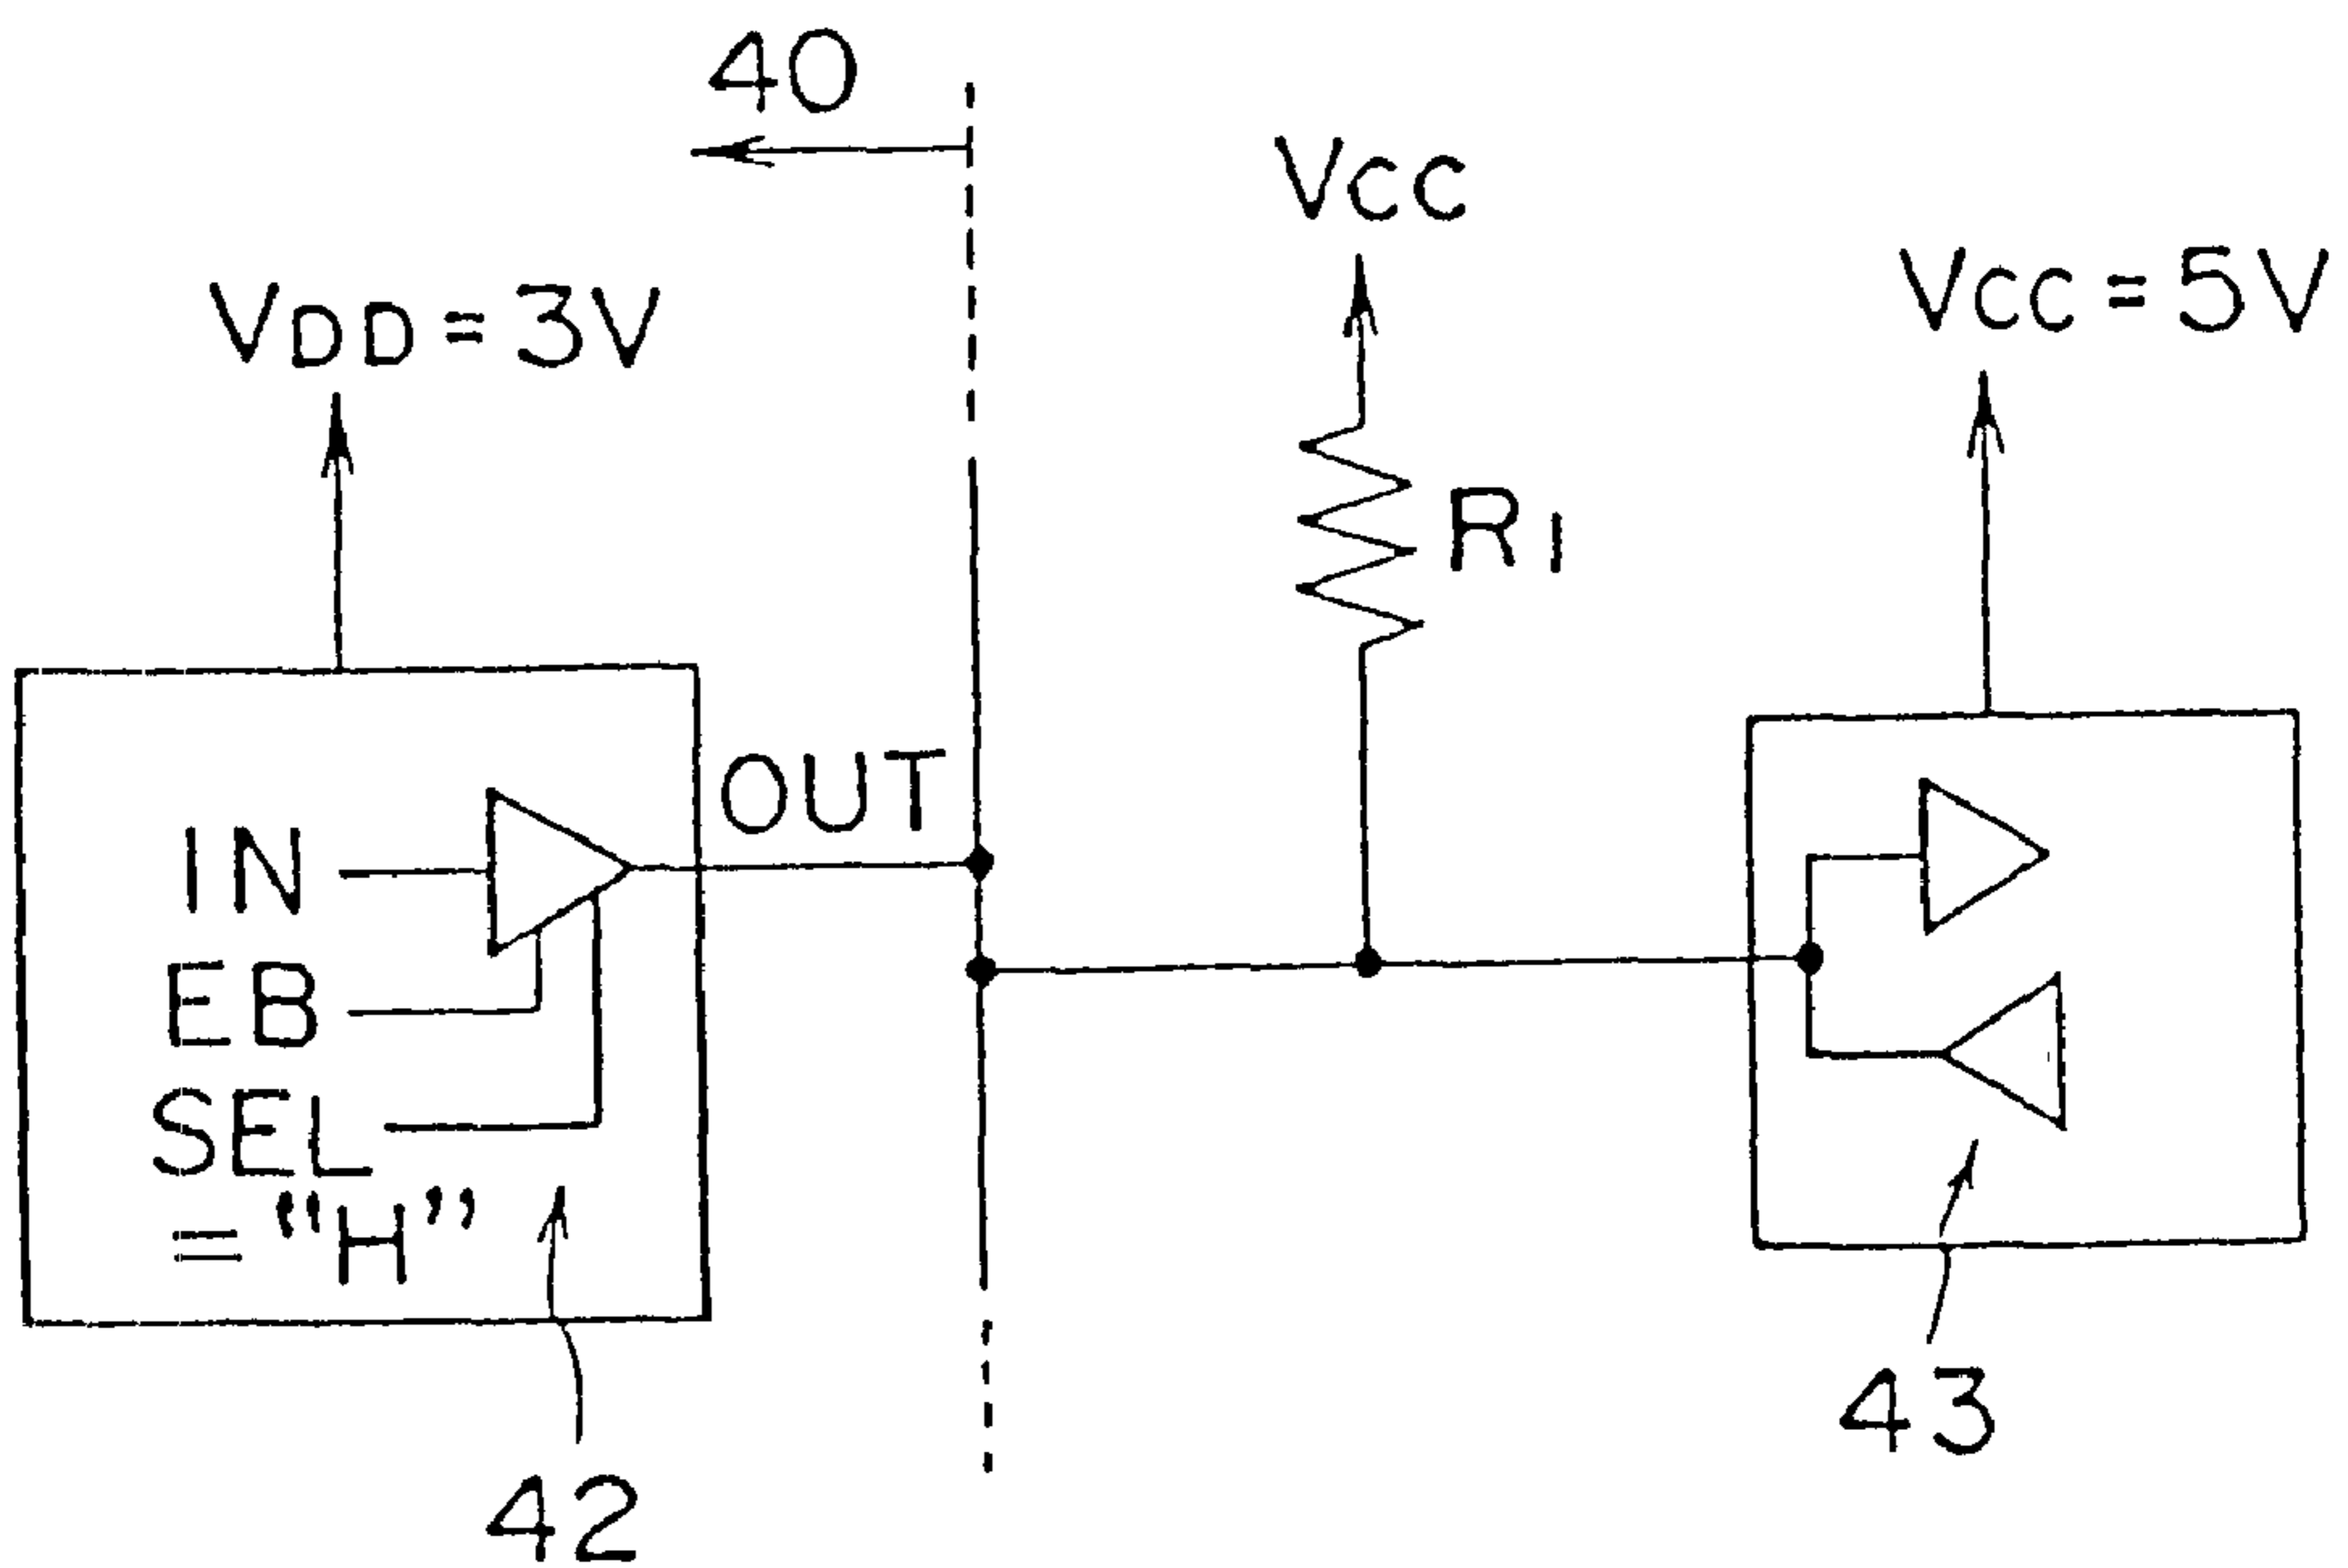 40
VCC
VCC=5V
VDD=3V
R1
OUT
IN
EB
SEL
="H"
43
42